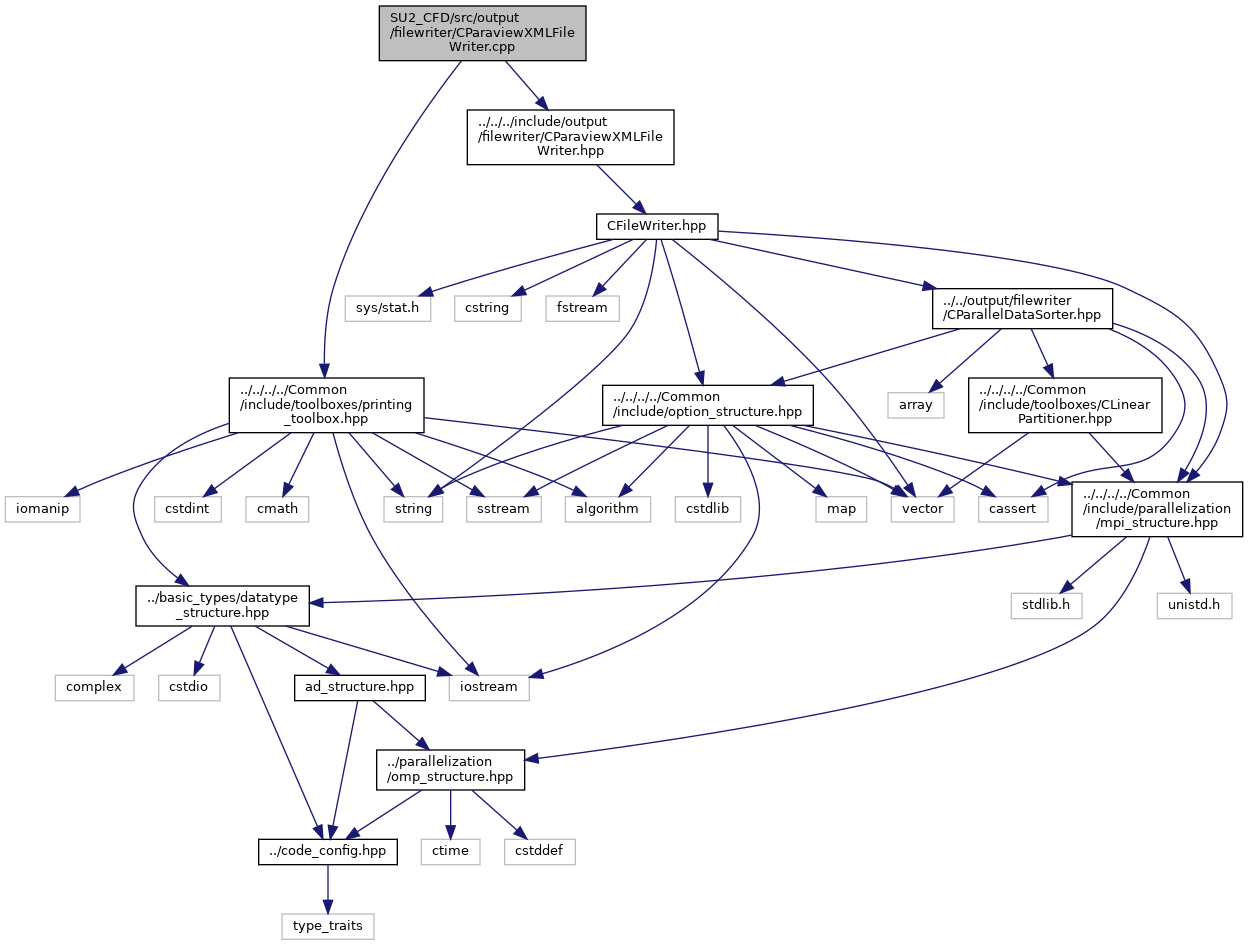 SU2_CFD/src/output
/filewriter/CParaviewXMLFile
Writer.cpp
../../../include/output
/filewriter/CParaviewXMLFile
Writer.hpp
CFileWriter.hpp
sys/stat.h
cstring
fstream
../../output/filewriter
/CParallelDataSorter.hpp
../../../../Common
/include/toolboxes/printing
_toolbox.hpp
../../../../Common
/include/option_structure.hpp
array
../../../../Common
/include/toolboxes/CLinear
Partitioner.hpp
iomanip
cstdint
cmath
string
sstream
algorithm
cstdlib
map
vector
cassert
../../../../Common
/include/parallelization
/mpi_structure.hpp
../basic_types/datatype
_structure.hpp
stdlib.h
unistd.h
complex
cstdio
ad_structure.hpp
iostream
../parallelization
/omp_structure.hpp
../code_config.hpp
ctime
cstddef
type_traits